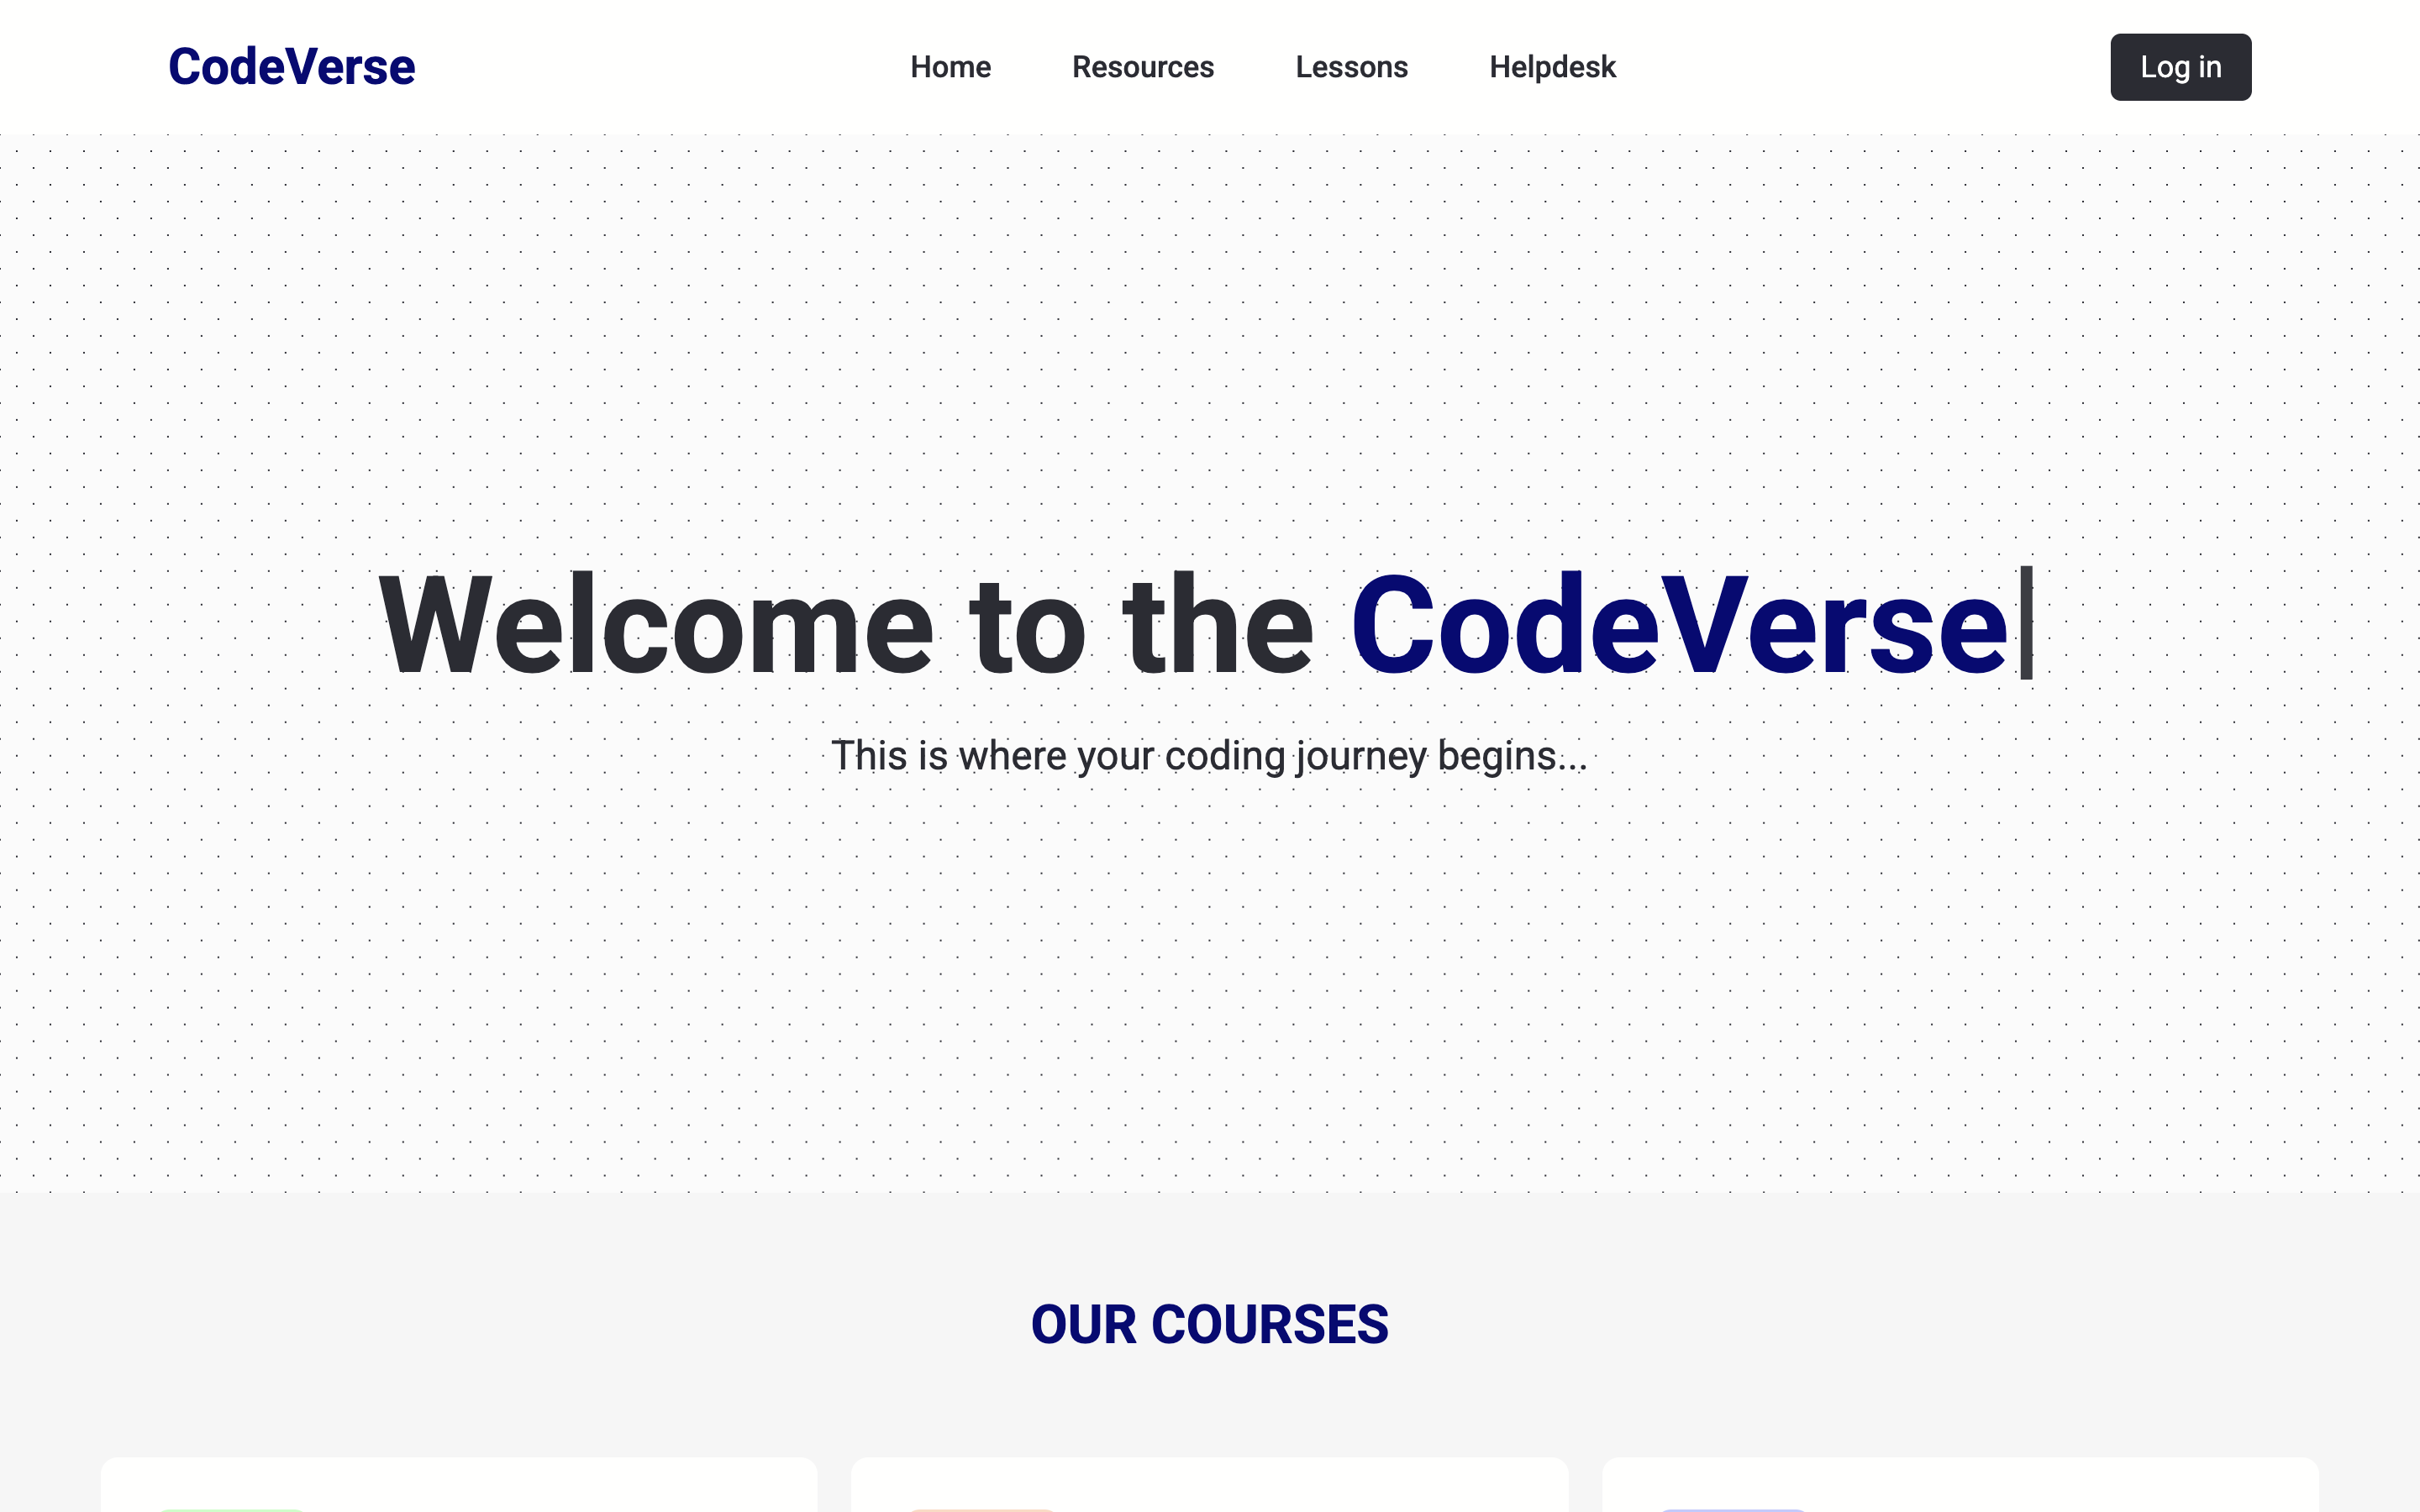 CodeVerse
Home Resources Lessons Helpdesk
Log in
Welcome to the CodeVerse|
This is where your coding journey begins...
OUR COURSES